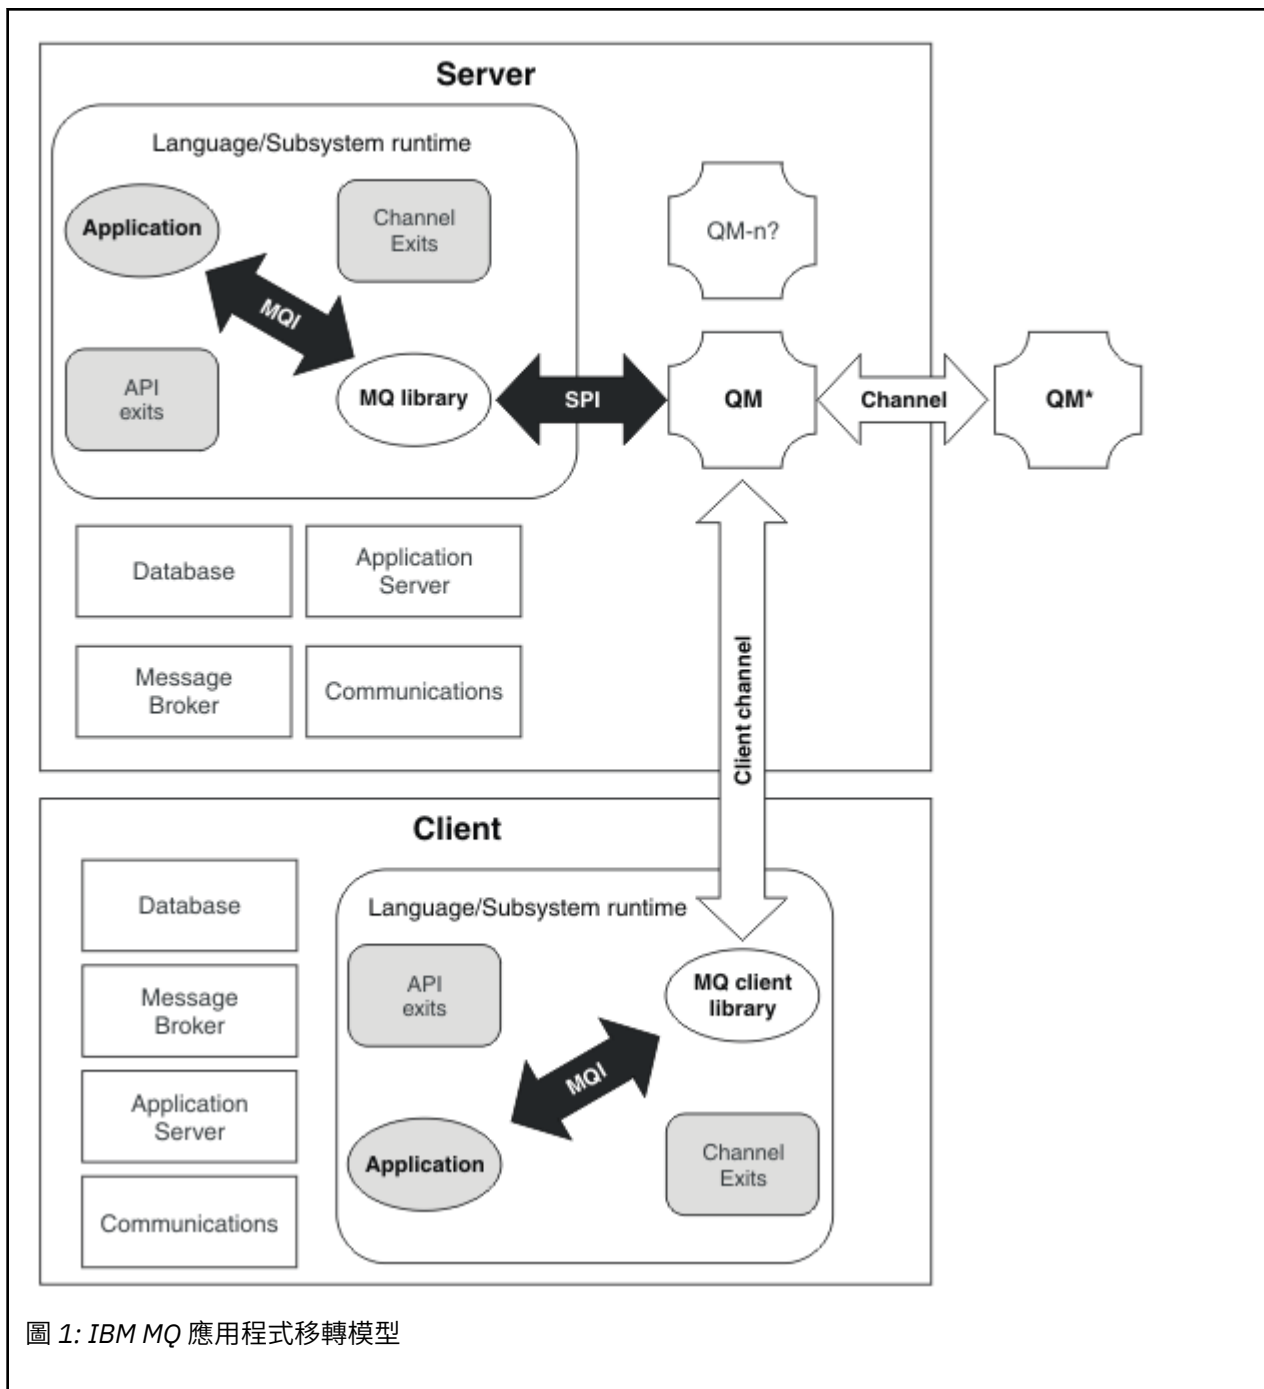 Server
Language/Subsystem runtime
Application
Channel
Exits
MQI
API
exits
MQ library
SPI
QM-n?
QM
Channel
QM*
Database
Application
Server
Message
Broker
Communications
Client channel
Client
Database
Message
Broker
Application
Server
Communications
Language/Subsystem runtime
API
exits
MQ client
library
MQI
Application
Channel
Exits
圖 1: IBM MQ 應用程式移轉模型